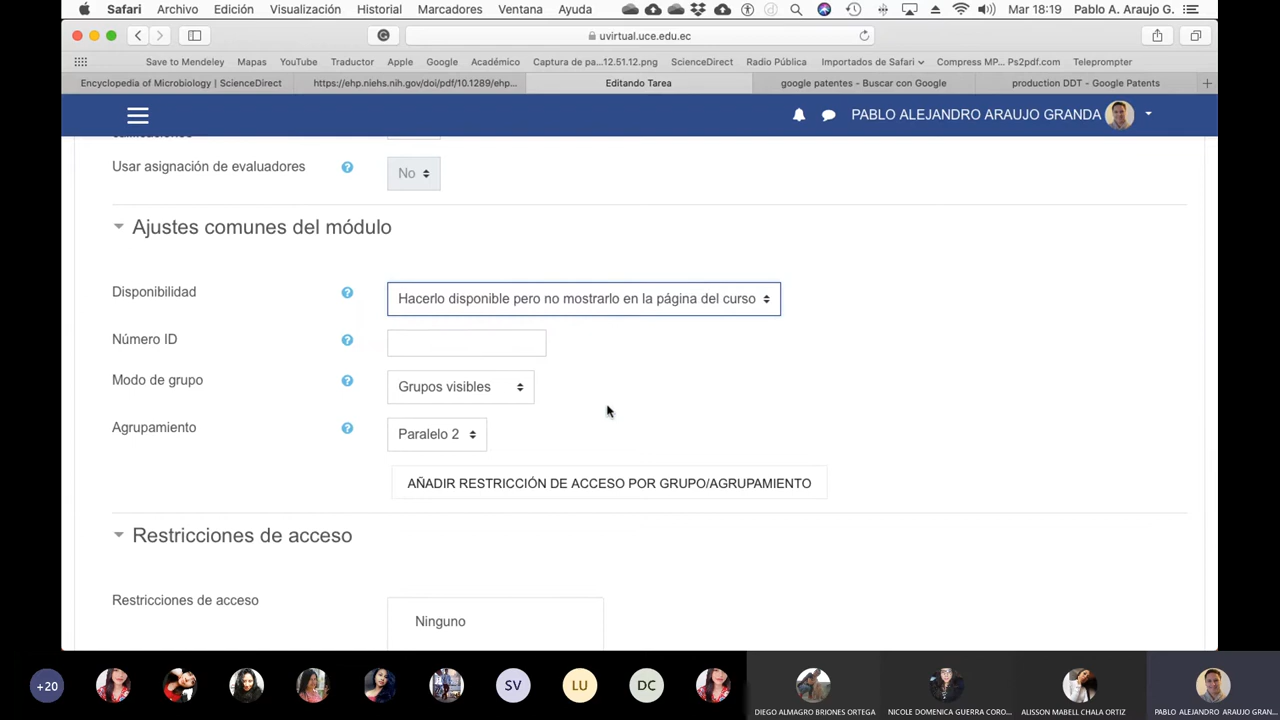 Safari Archivo Edición Visualización Historial Marcadores Ventana Ayuda Mar 18:19 Pablo A. Araujo G.
uvirtual.uce.edu.ec
Save to Mendeley Mapas YouTube Traductor Apple Google Académico Captura de pa...12.51.12.png ScienceDirect Radio Pública Importados de Safari Compress MP... Ps2pdf.com Teleprompter
Encyclopedia of Microbiology | ScienceDirect https://ehp.niehs.nih.gov/doi/pdf/10.1289/ehp... Editando Tarea google patentes - Buscar con Google production DDT - Google Patents
PABLO ALEJANDRO ARAUJO GRANDA
Usar asignación de evaluadores No
Ajustes comunes del módulo
Disponibilidad Hacerlo disponible pero no mostrarlo en la página del curso
Número ID
Modo de grupo Grupos visibles
Agrupamiento Paralelo 2
AÑADIR RESTRICCIÓN DE ACCESO POR GRUPO/AGRUPAMIENTO
Restricciones de acceso
Restricciones de acceso Ninguno
+20 SV LU DC
DIEGO ALMAGRO BRIONES ORTEGA NICOLE DOMENICA GUERRA CORO... ALISSON MABELL CHALA ORTIZ PABLO ALEJANDRO ARAUJO GRAN...